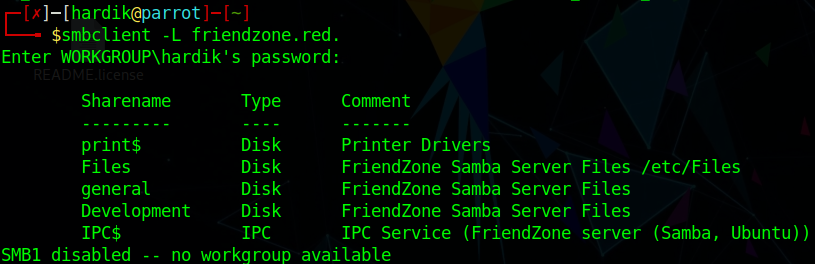 [✗]─[hardik@parrot]─[~]
$smbclient -L friendzone.red.
Enter WORKGROUP\hardik's password:
README.license
Sharename Type Comment
--------- ---- -------
print$ Disk Printer Drivers
Files Disk FriendZone Samba Server Files /etc/Files
general Disk FriendZone Samba Server Files
Development Disk FriendZone Samba Server Files
IPC$ IPC IPC Service (FriendZone server (Samba, Ubuntu))
SMB1 disabled -- no workgroup available